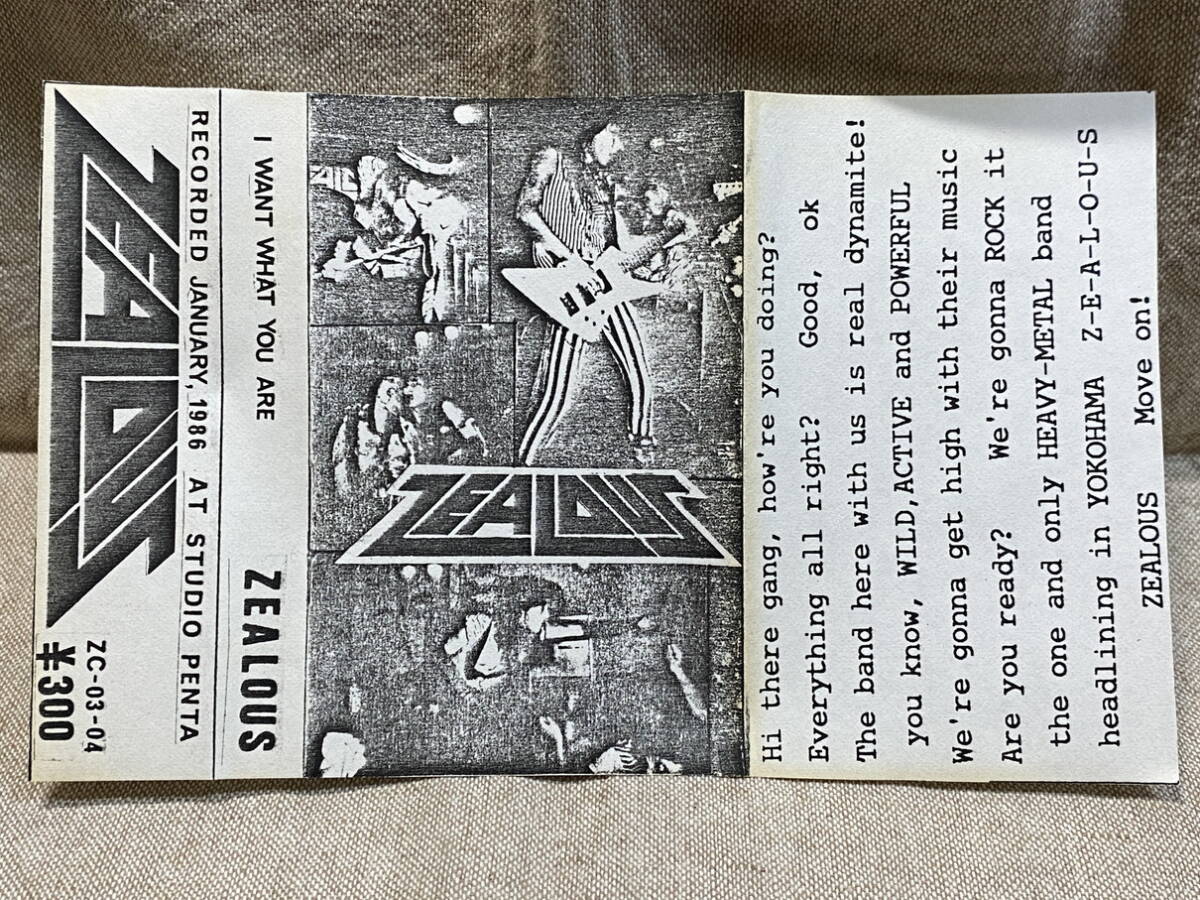 ZEALOUS
RECORDED JANUARY, 1986 AT STUDIO PENTA
ZC-03-04
¥300
I WANT WHAT YOU ARE
ZEALOUS
ZEALOUS
Hi there gang, how're you doing?
Everything all right? Good, ok
The band here with us is real dynamite!
you know, WILD,ACTIVE and POWERFUL
We're gonna get high with their music
Are you ready? We're gonna ROCK it
the one and only HEAVY-METAL band
headlining in YOKOHAMA Z-E-A-L-O-U-S
ZEALOUS Move on!